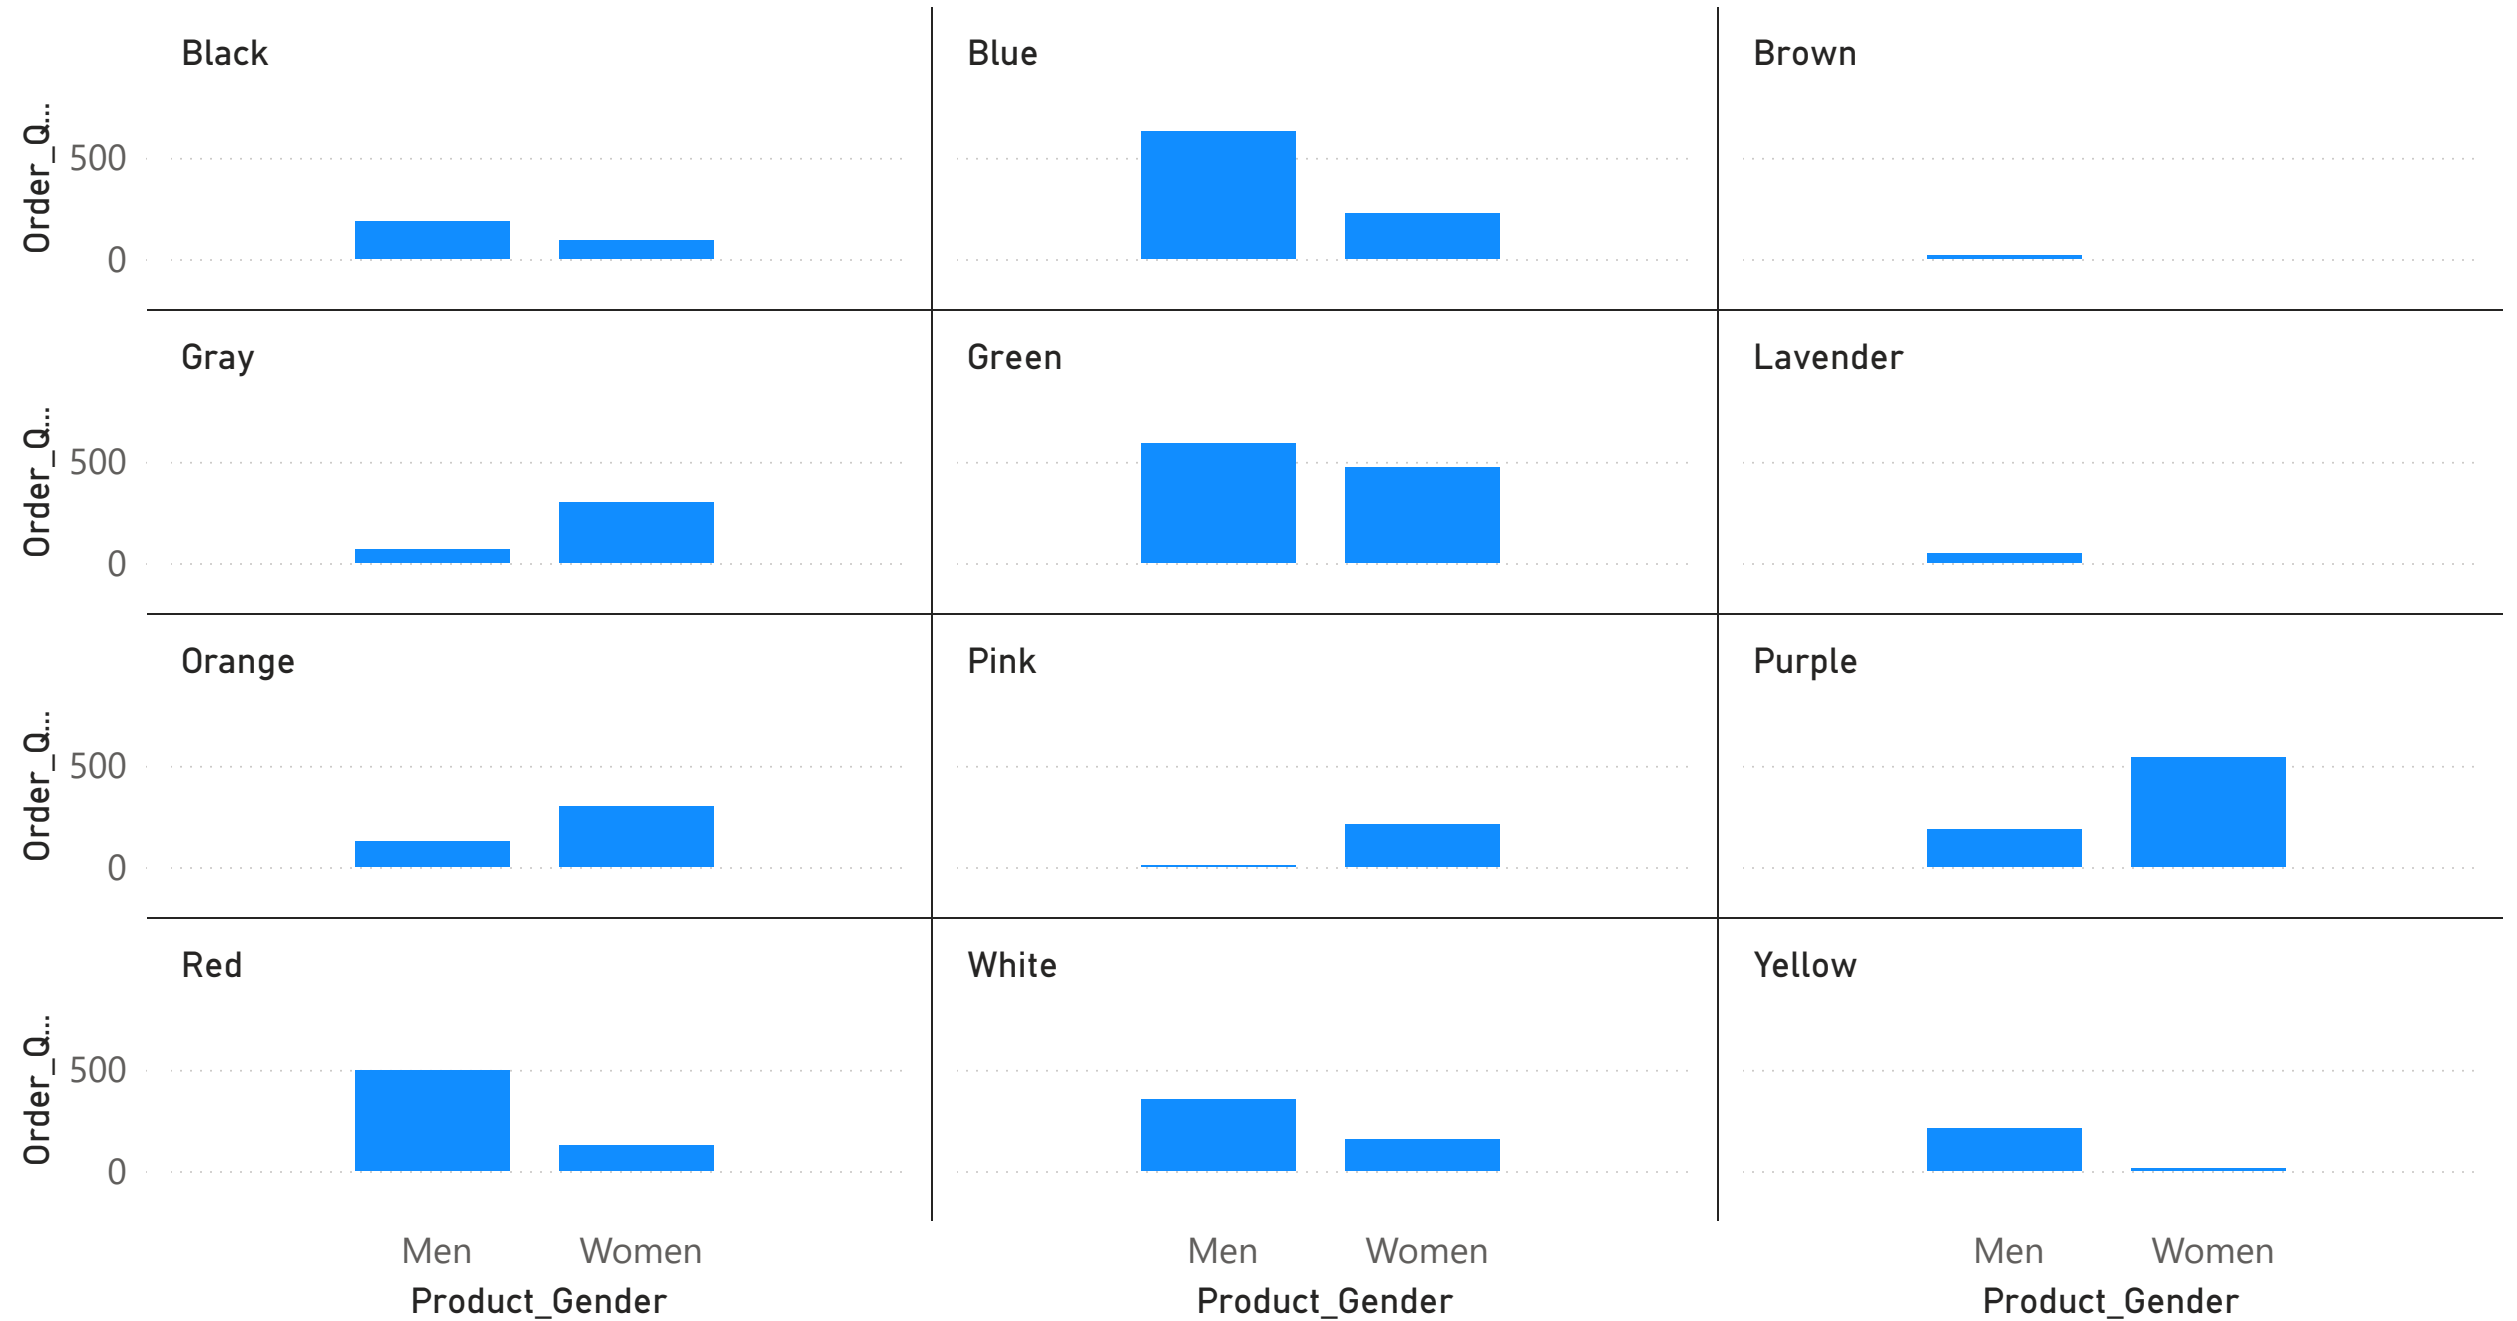 Black
Blue
Brown
Order_Q...
500
0
Gray
Green
Lavender
Order_Q...
500
0
Orange
Pink
Purple
Order_Q...
500
0
Red
White
Yellow
Order_Q...
500
0
Men Women
Men Women
Men Women
Product_Gender
Product_Gender
Product_Gender